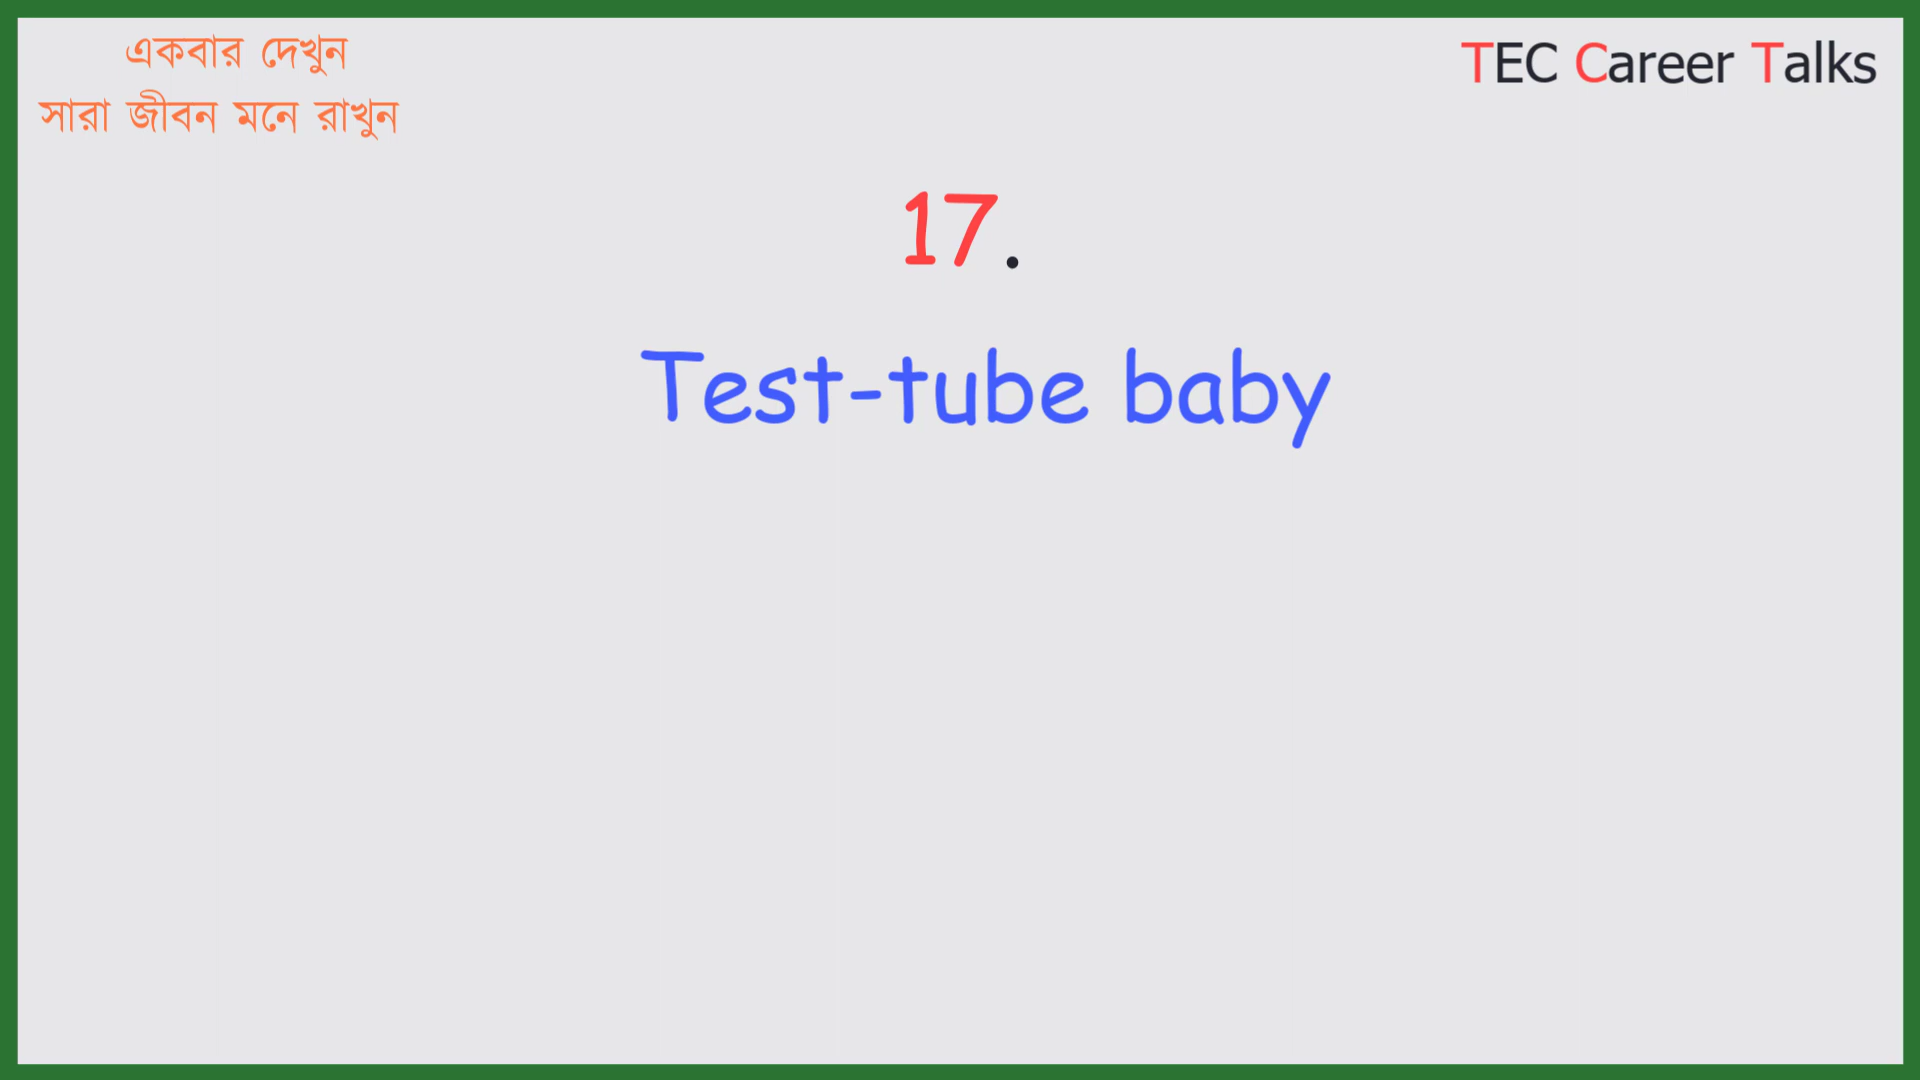 একবার দেখুন
সারা জীবন মনে রাখুন
TEC Career Talks
17.
Test-tube baby